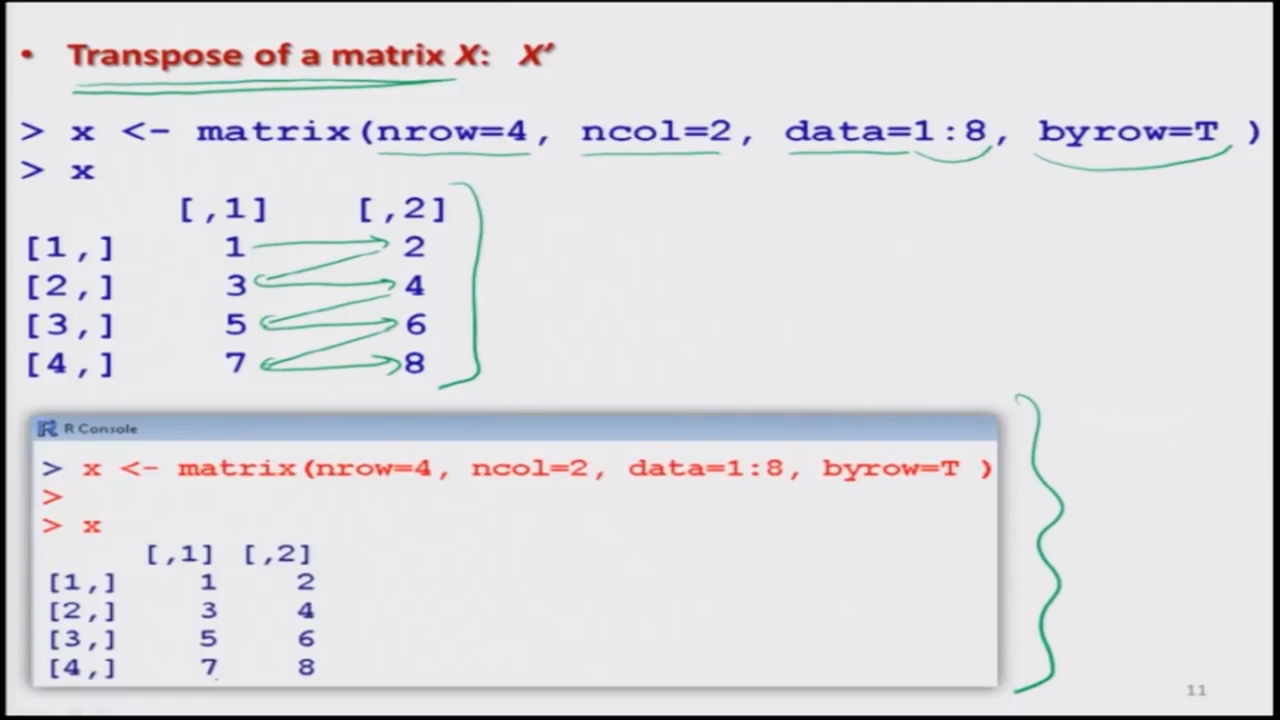 • Transpose of a matrix X: X’
> x <- matrix(nrow=4, ncol=2, data=1:8, byrow=T )
> x
[,1] [,2]
[1,] 1 2
[2,] 3 4
[3,] 5 6
[4,] 7 8
R Console
> x <- matrix(nrow=4, ncol=2, data=1:8, byrow=T )
>
> x
[,1] [,2]
[1,] 1 2
[2,] 3 4
[3,] 5 6
[4,] 7 8
11